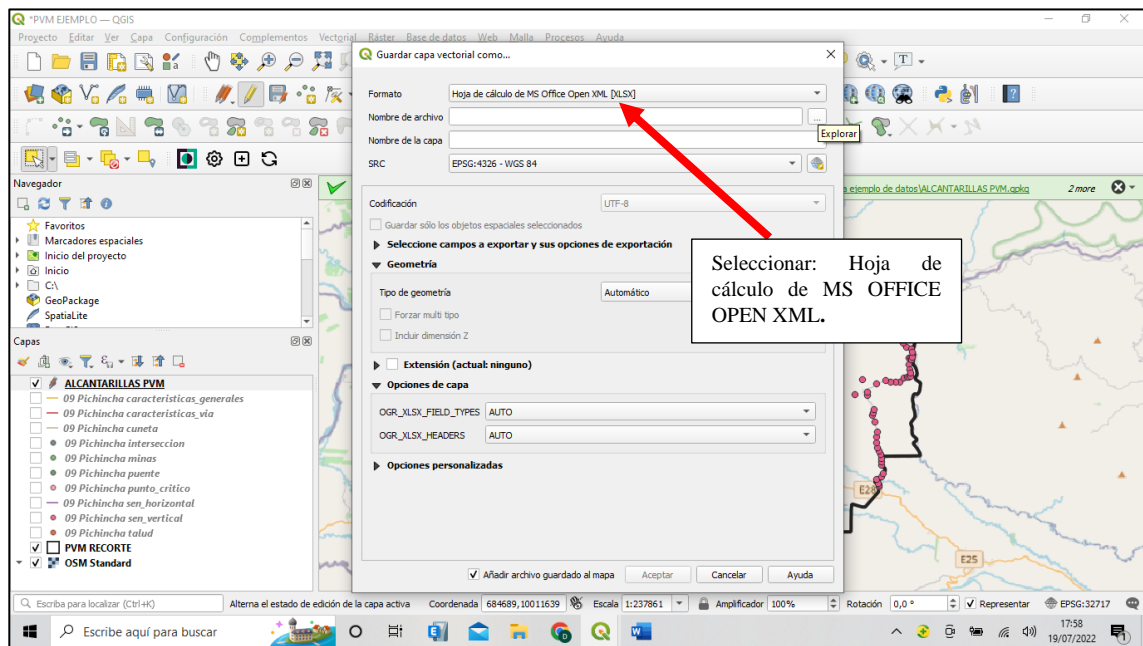 *PVM EJEMPLO — QGIS
Proyecto Editar Ver Capa Configuración Complementos Vectorial Ráster Base de datos Web Malla Procesos Ayuda
Guardar capa vectorial como...
Formato
Hoja de cálculo de MS Office Open XML [XLSX]
Nombre de archivo
...
Explorar
Nombre de la capa
SRC
EPSG:4326 - WGS 84
Navegador
a ejemplo de datos\ALCANTARILLAS PVM.gpkg
2 more
Favoritos
Marcadores espaciales
Inicio del proyecto
Inicio
C:\
GeoPackage
SpatiaLite
Codificación
UTF-8
Guardar sólo los objetos espaciales seleccionados
Seleccione campos a exportar y sus opciones de exportación
Geometría
Tipo de geometría
Automático
Forzar multi tipo
Incluir dimensión Z
Extensión (actual: ninguno)
Opciones de capa
OGR_XLSX_FIELD_TYPES
AUTO
OGR_XLSX_HEADERS
AUTO
Opciones personalizadas
Seleccionar: Hoja de
cálculo de MS OFFICE
OPEN XML.
Capas
ALCANTARILLAS PVM
09 Pichincha caracteristicas_generales
09 Pichincha caracteristicas_via
09 Pichincha cuneta
09 Pichincha interseccion
09 Pichincha minas
09 Pichincha puente
09 Pichincha punto_critico
09 Pichincha sen_horizontal
09 Pichincha sen_vertical
09 Pichincha talud
PVM RECORTE
OSM Standard
E28
E25
Añadir archivo guardado al mapa
Aceptar
Cancelar
Ayuda
Escriba para localizar (Ctrl+K)
Alterna el estado de edición de la capa activa
Coordenada 684689,10011639
Escala 1:237861
Amplificador 100%
Rotación 0,0 °
Representar
EPSG:32717
Escribe aquí para buscar
17:58
19/07/2022